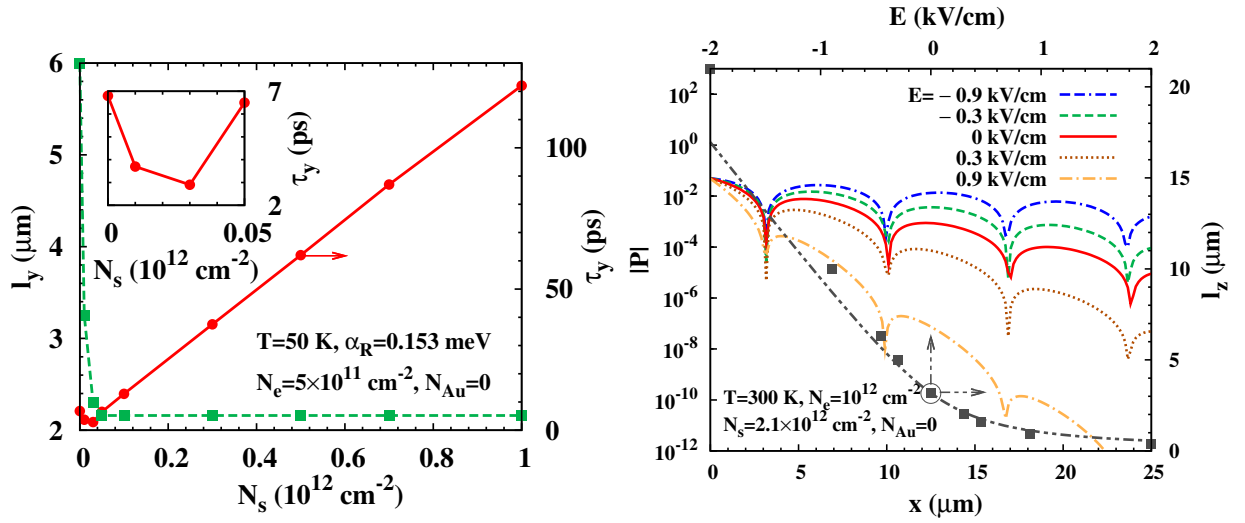 6
5
4
3
2
l_y (μm)
0
0.2
0.4
0.6
0.8
1
N_s (10^12 cm^-2)
100
50
0
τ_y (ps)
7
2
τ_y (ps)
0
0.05
N_s (10^12 cm^-2)
T=50 K, α_R=0.153 meV
N_e=5×10^11 cm^-2, N_Au=0
E (kV/cm)
-2
-1
0
1
2
10^2
10^0
10^-2
10^-4
10^-6
10^-8
10^-10
10^-12
|P|
E= − 0.9 kV/cm
− 0.3 kV/cm
0 kV/cm
0.3 kV/cm
0.9 kV/cm
20
15
10
5
0
l_z (μm)
T=300 K, N_e=10^12 cm^-2
N_s=2.1×10^12 cm^-2, N_Au=0
0
5
10
15
20
25
x (μm)